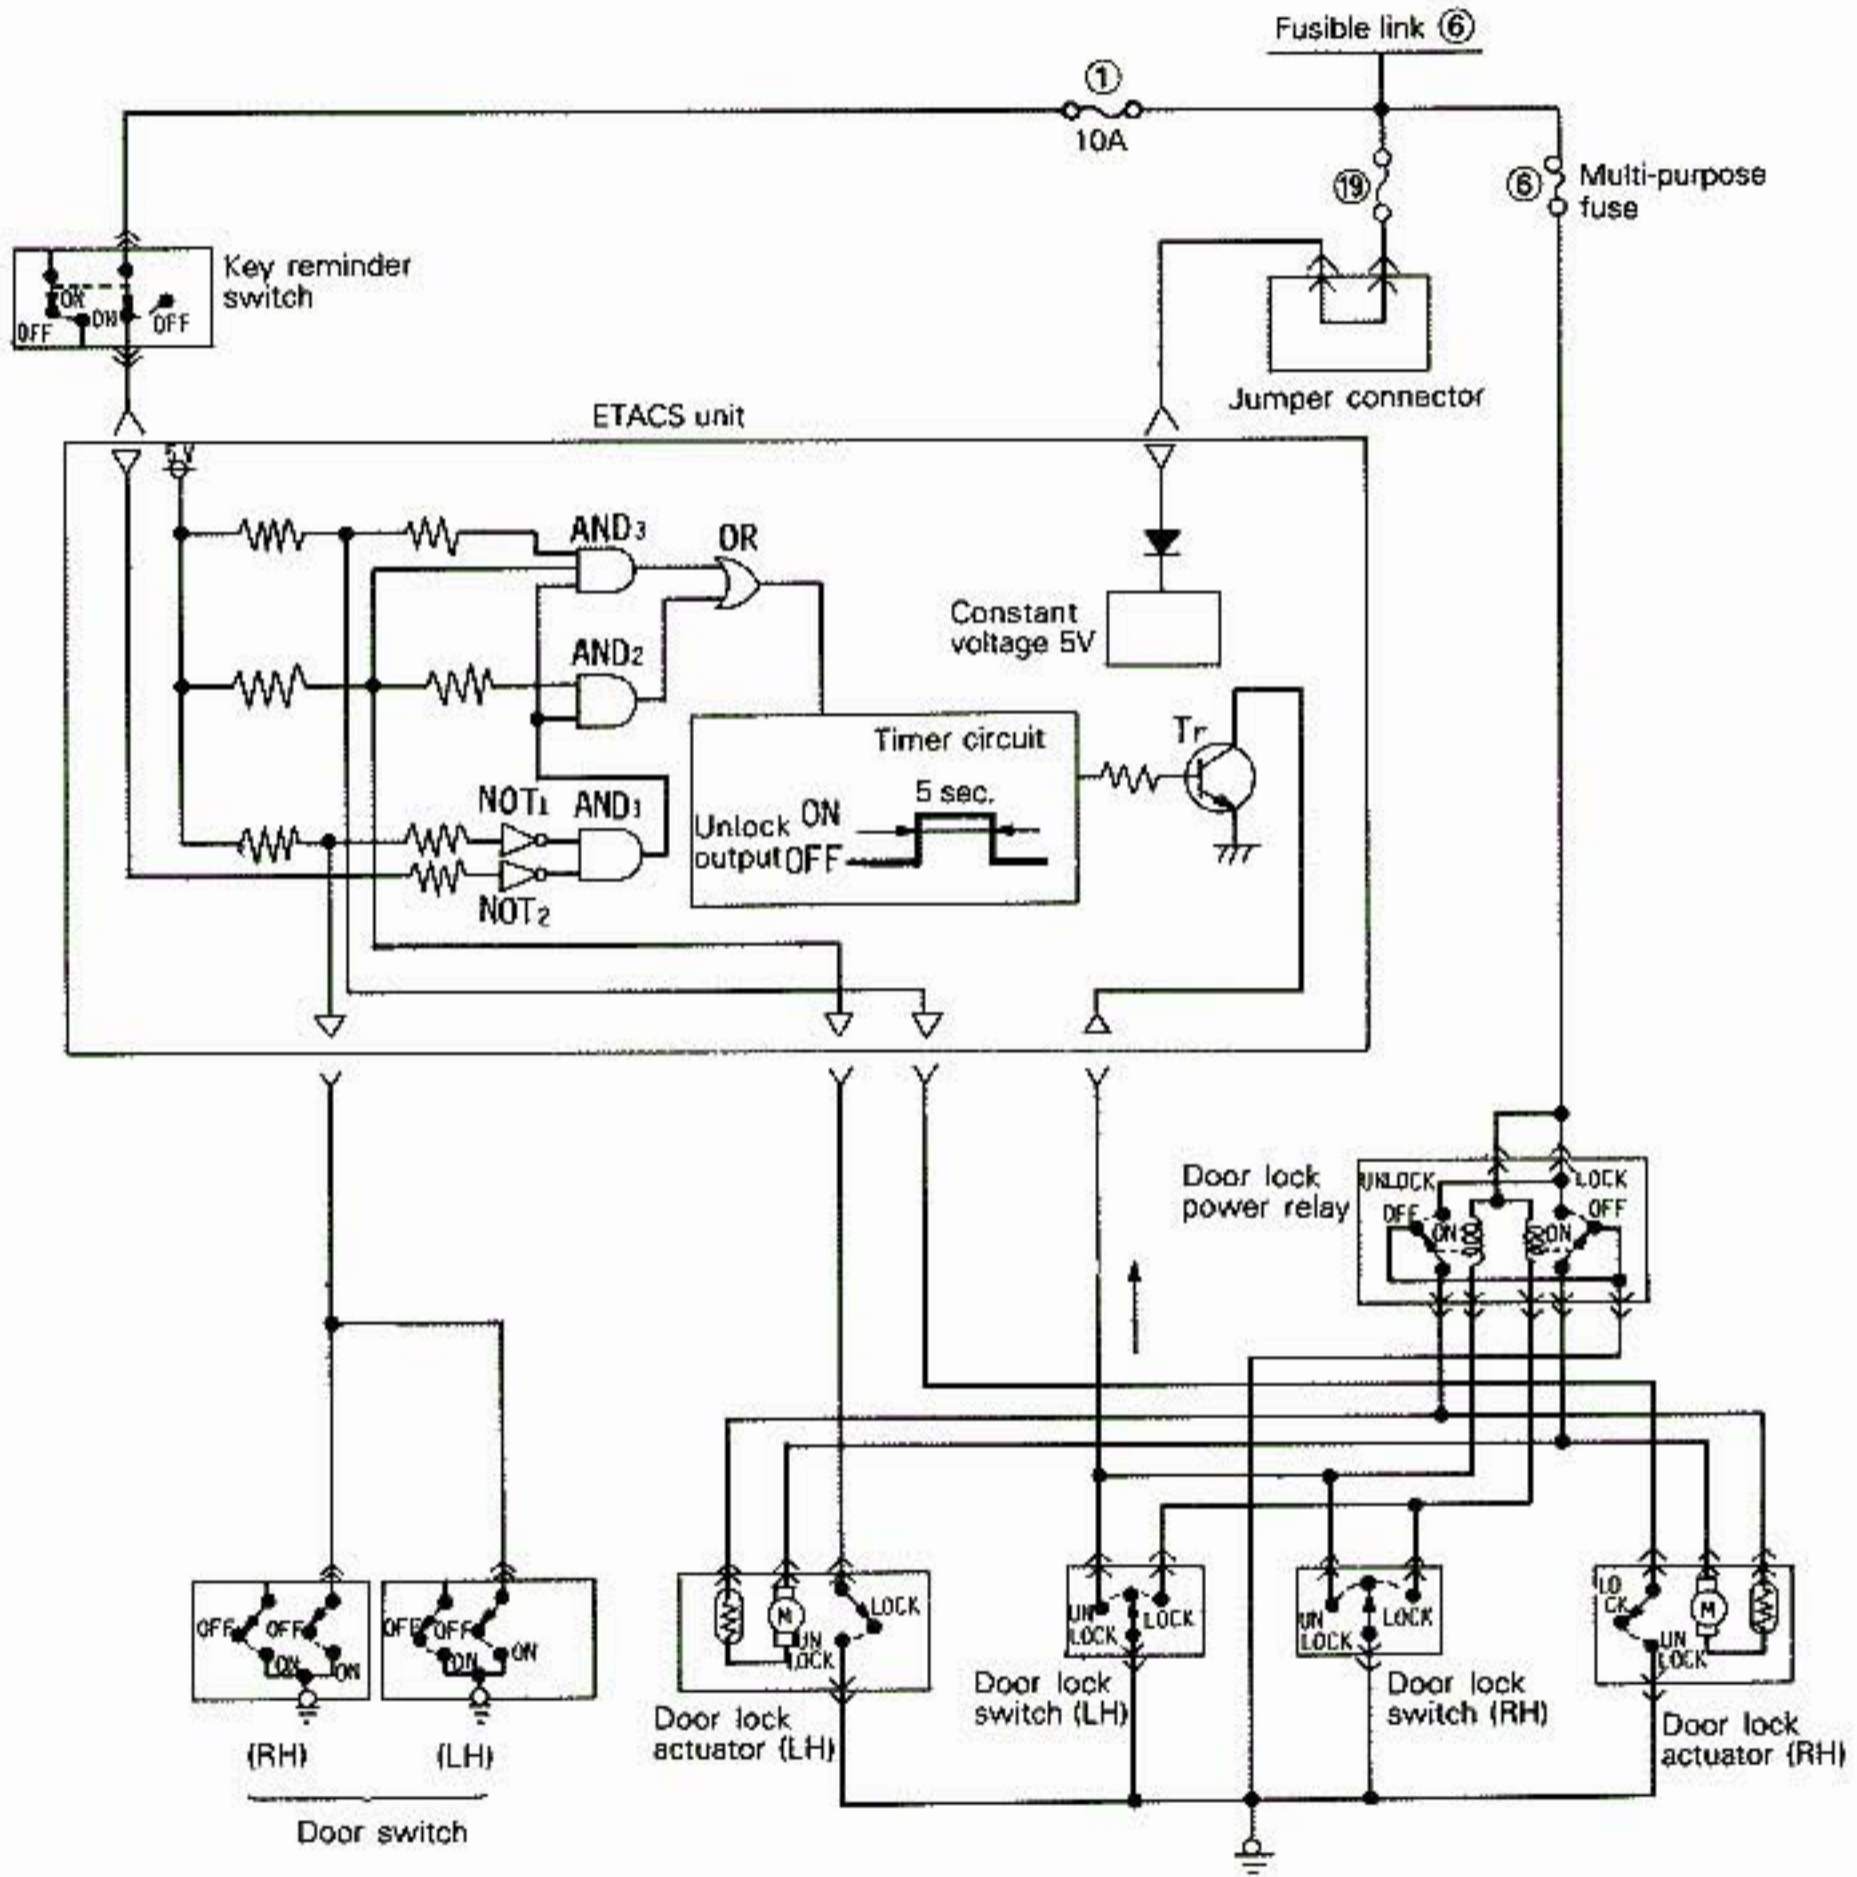 Fusible link ⑥
①
10A
⑲
⑥
Multi-purpose
fuse
Key reminder
switch
ON
OFF
ON
OFF
Jumper connector
ETACS unit
AND3
OR
Constant
voltage 5V
AND2
Tr
Timer circuit
5 sec.
NOT1
AND1
Unlock
output
ON
OFF
NOT2
Door lock
power relay
UNLOCK
LOCK
OFF
OFF
ON
ON
OFF
OFF
ON
ON
OFF
OFF
ON
ON
LOCK
M
UN
LOCK
UN
LOCK
LOCK
UN
LOCK
LOCK
LO
CK
M
UN
LOCK
Door lock
actuator (LH)
Door lock
switch (LH)
Door lock
switch (RH)
Door lock
actuator (RH)
(RH)
(LH)
Door switch